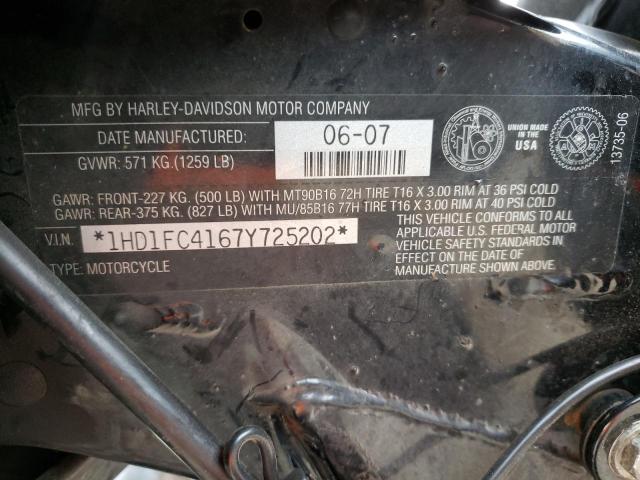 MFG BY HARLEY-DAVIDSON MOTOR COMPANY
DATE MANUFACTURED: 06-07
GVWR: 571 KG.(1259 LB)
UNION MADE IN THE
USA
13735-06
GAWR: FRONT-227 KG. (500 LB) WITH MT90B16 72H TIRE T16 X 3.00 RIM AT 36 PSI COLD
GAWR: REAR-375 KG. (827 LB) WITH MU/85B16 77H TIRE T16 X 3.00 RIM AT 40 PSI COLD
V.I.N. *1HD1FC4167Y725202*
THIS VEHICLE CONFORMS TO ALL
APPLICABLE U.S. FEDERAL MOTOR
VEHICLE SAFETY STANDARDS IN
EFFECT ON THE DATE OF
MANUFACTURE SHOWN ABOVE.
TYPE: MOTORCYCLE